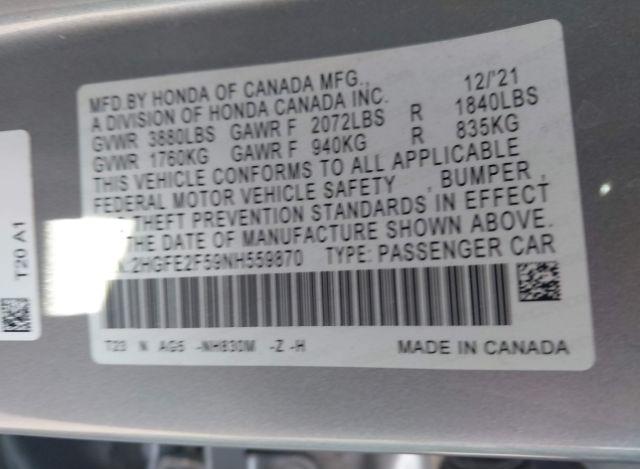 MFD.BY HONDA OF CANADA MFG., 12/'21
A DIVISION OF HONDA CANADA INC.
GVWR 3880LBS GAWR F 2072LBS R 1840LBS
GVWR 1760KG GAWR F 940KG R 835KG
THIS VEHICLE CONFORMS TO ALL APPLICABLE
FEDERAL MOTOR VEHICLE SAFETY , BUMPER ,
THEFT PREVENTION STANDARDS IN EFFECT
THE DATE OF MANUFACTURE SHOWN ABOVE.
:2HGFE2F59NH559870 TYPE: PASSENGER CAR
T23 N AG5 -NH830M -Z -H MADE IN CANADA
T20 A1